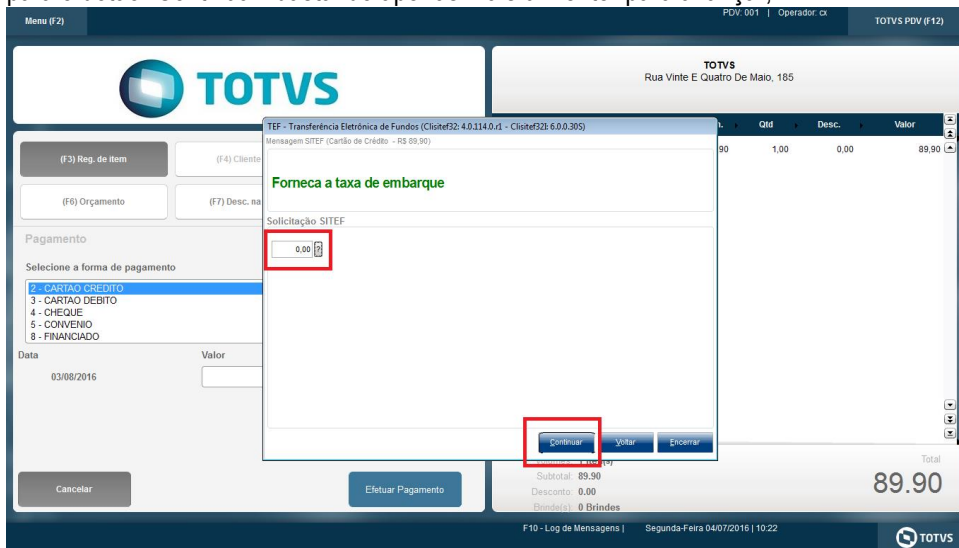 Menu (F2)
PDV: 001 | Operador: cx
TOTVS PDV (F12)
TOTVS
TOTVS
Rua Vinte E Quatro De Maio, 185
TEF - Transferência Eletrônica de Fundos (Clisitef32: 4.0.114.0.r1 - Clisitef32I: 6.0.0.30S)
Qtd
Desc.
Valor
Mensagem SITEF (Cartão de Crédito - R$ 89,90)
90
1,00
0,00
89,90
(F3) Reg. de item
(F4) Cliente
Forneca a taxa de embarque
(F6) Orçamento
(F7) Desc. na
Solicitação SITEF
Pagamento
0,00 ?
Selecione a forma de pagamento
2 - CARTAO CREDITO
3 - CARTAO DEBITO
4 - CHEQUE
5 - CONVENIO
8 - FINANCIADO
Data
Valor
03/08/2016
Continuar
Voltar
Encerrar
Total
Subtotal: 89.90
89.90
Cancelar
Efetuar Pagamento
Desconto: 0.00
Brinde(s): 0 Brindes
F10 - Log de Mensagens | Segunda-Feira 04/07/2016 | 10:22
TOTVS